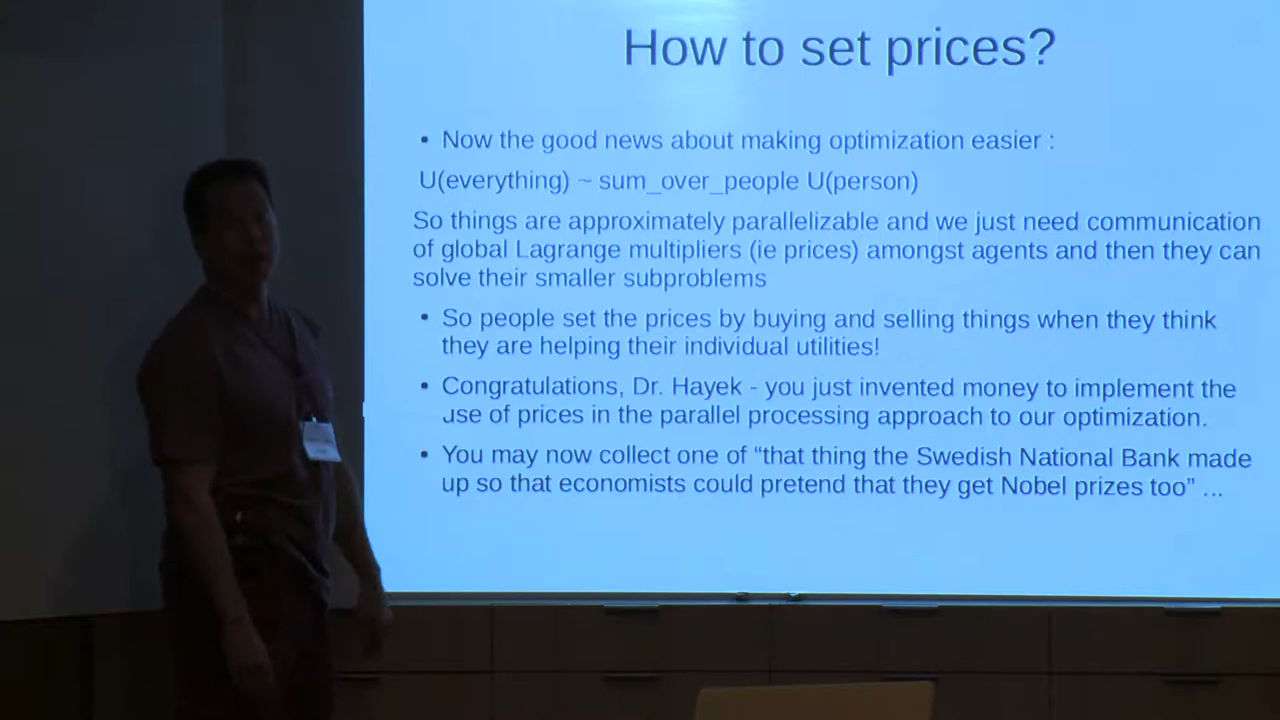 How to set prices?
• Now the good news about making optimization easier :
U(everything) ~ sum_over_people U(person)
So things are approximately parallelizable and we just need communication
of global Lagrange multipliers (ie prices) amongst agents and then they can
solve their smaller subproblems
• So people set the prices by buying and selling things when they think
they are helping their individual utilities!
• Congratulations, Dr. Hayek - you just invented money to implement the
use of prices in the parallel processing approach to our optimization.
• You may now collect one of “that thing the Swedish National Bank made
up so that economists could pretend that they get Nobel prizes too” ...